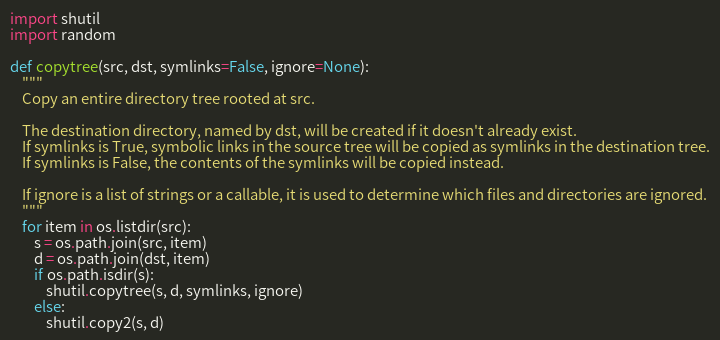 import shutil
import random

def copytree(src, dst, symlinks=False, ignore=None):
    """
    Copy an entire directory tree rooted at src.

    The destination directory, named by dst, will be created if it doesn't already exist.
    If symlinks is True, symbolic links in the source tree will be copied as symlinks in the destination tree.
    If symlinks is False, the contents of the symlinks will be copied instead.

    If ignore is a list of strings or a callable, it is used to determine which files and directories are ignored.
    """
    for item in os.listdir(src):
        s = os.path.join(src, item)
        d = os.path.join(dst, item)
        if os.path.isdir(s):
            shutil.copytree(s, d, symlinks, ignore)
        else:
            shutil.copy2(s, d)